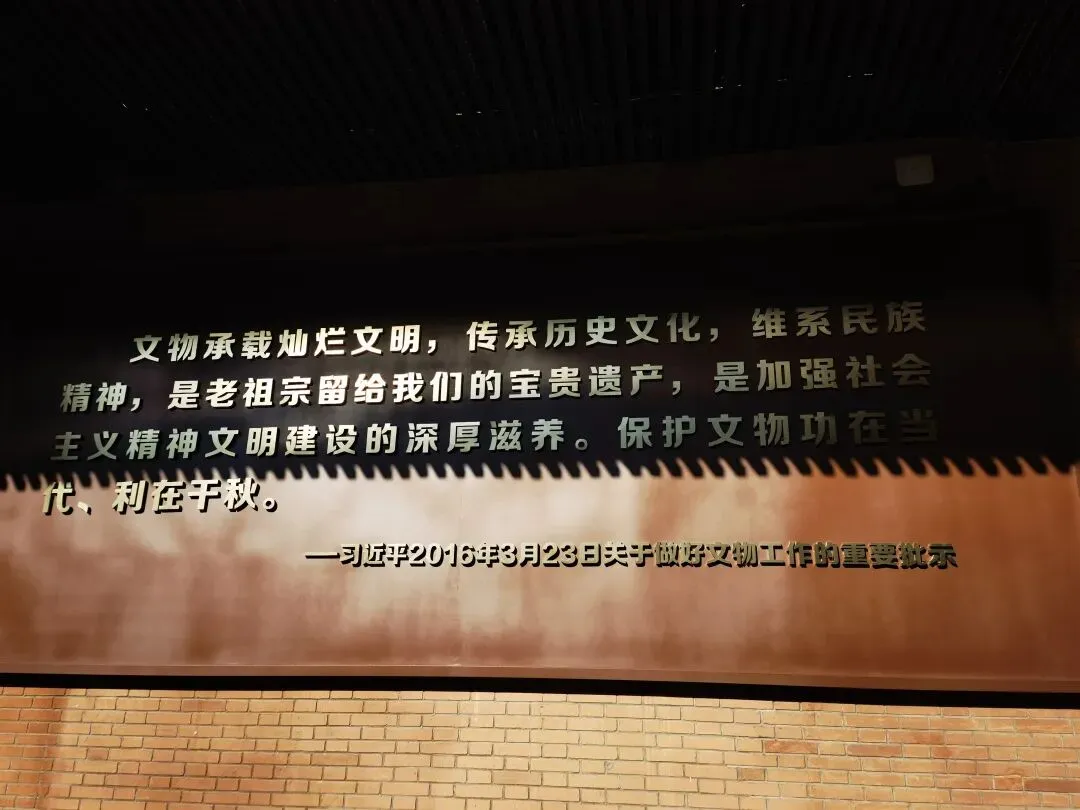 文物承载灿烂文明，传承历史文化，维系民族
精神，是老祖宗留给我们的宝贵遗产，是加强社会
主义精神文明建设的深厚滋养。保护文物功在当
代、利在千秋。
—习近平2016年3月23日关于做好文物工作的重要批示